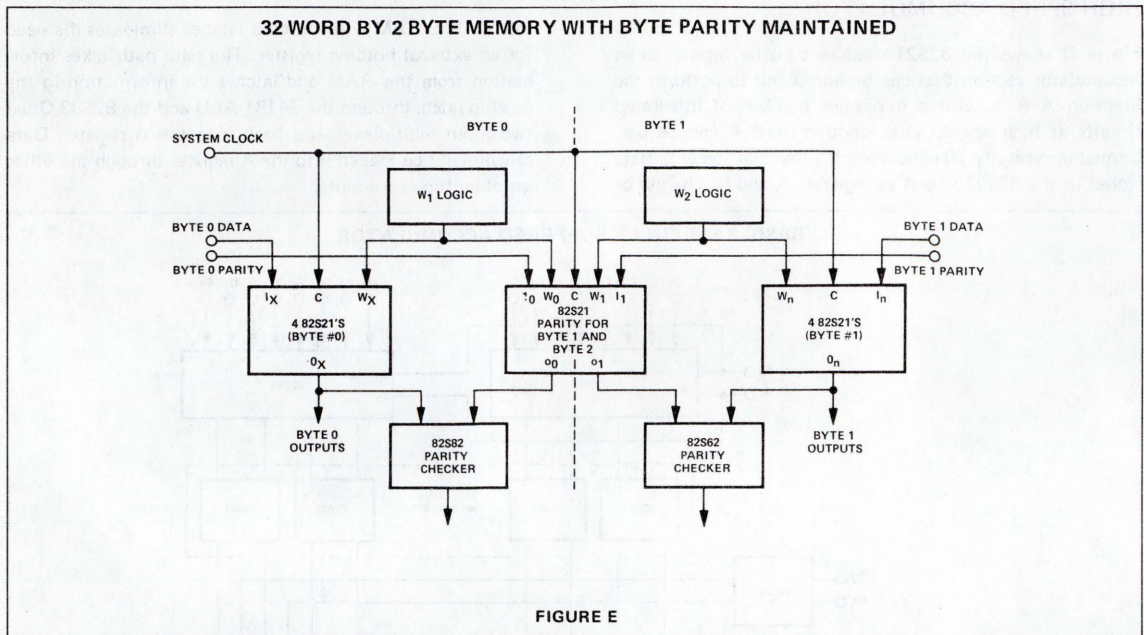 32 WORD BY 2 BYTE MEMORY WITH BYTE PARITY MAINTAINED
BYTE 0
BYTE 1
SYSTEM CLOCK
W1 LOGIC
W2 LOGIC
BYTE 0 DATA
BYTE 1 DATA
BYTE 0 PARITY
BYTE 1 PARITY
IX C WX
I0 W0 C W1 I1
Wn C In
4 82S21'S
(BYTE #0)
0X
82S21
PARITY FOR
BYTE 1 AND
BYTE 2
o0 o1
4 82S21'S
(BYTE #1)
0n
BYTE 0
OUTPUTS
82S82
PARITY
CHECKER
82S62
PARITY
CHECKER
BYTE 1
OUTPUTS
FIGURE E